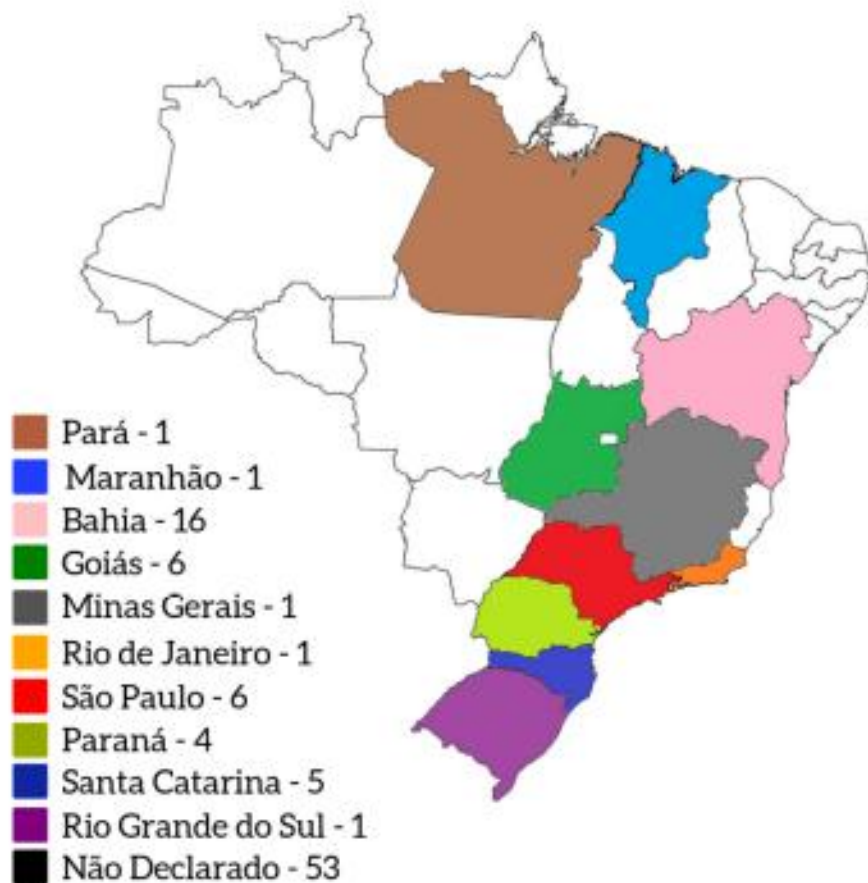 Pará - 1
Maranhão - 1
Bahia - 16
Goiás - 6
Minas Gerais - 1
Rio de Janeiro - 1
São Paulo - 6
Paraná - 4
Santa Catarina - 5
Rio Grande do Sul - 1
Não Declarado - 53